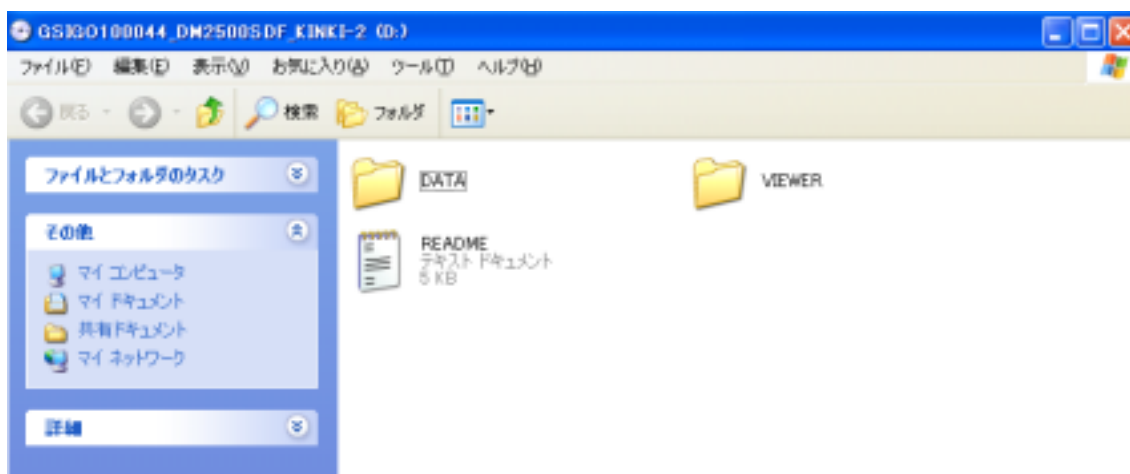 GSIGO100044_DM2500SDF_KINKI-2 (D:)
ファイル(F) 編集(E) 表示(V) お気に入り(A) ツール(T) ヘルプ(H)
戻る 検索 フォルダ
ファイルとフォルダのタスク
その他
マイ コンピュータ
マイ ドキュメント
共有ドキュメント
マイ ネットワーク
詳細
DATA
VIEWER
README
テキスト ドキュメント
5 KB